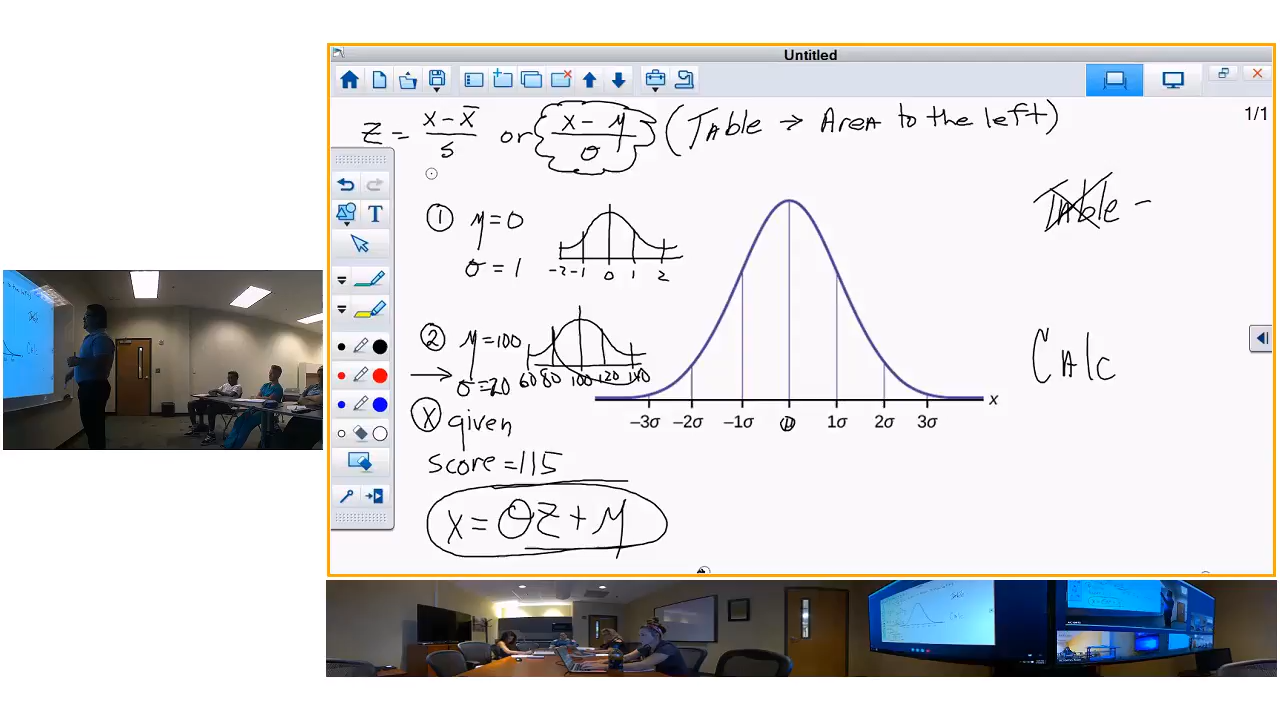 Untitled
1/1
z = x - x̄ / s or x - μ / σ (Table → Area to the left)
Table -
① μ = 0
σ = 1
-2 -1 0 1 2
② μ = 100
→ σ = 20
60 80 100 120 140
x
−3σ −2σ −1σ 0 1σ 2σ 3σ
Calc
Ⓧ given
score = 115
x = σz + μ